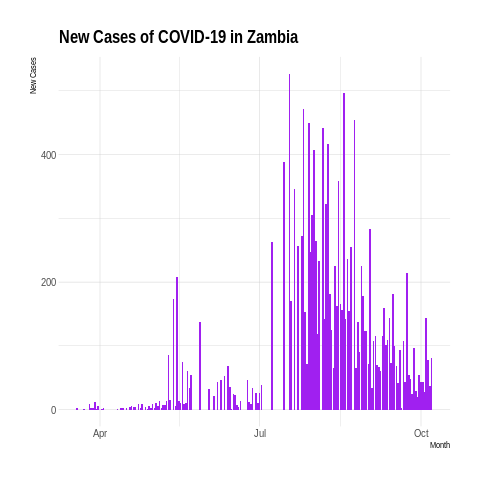 New Cases of COVID-19 in Zambia
New Cases
400
200
0
Apr
Jul
Oct
Month